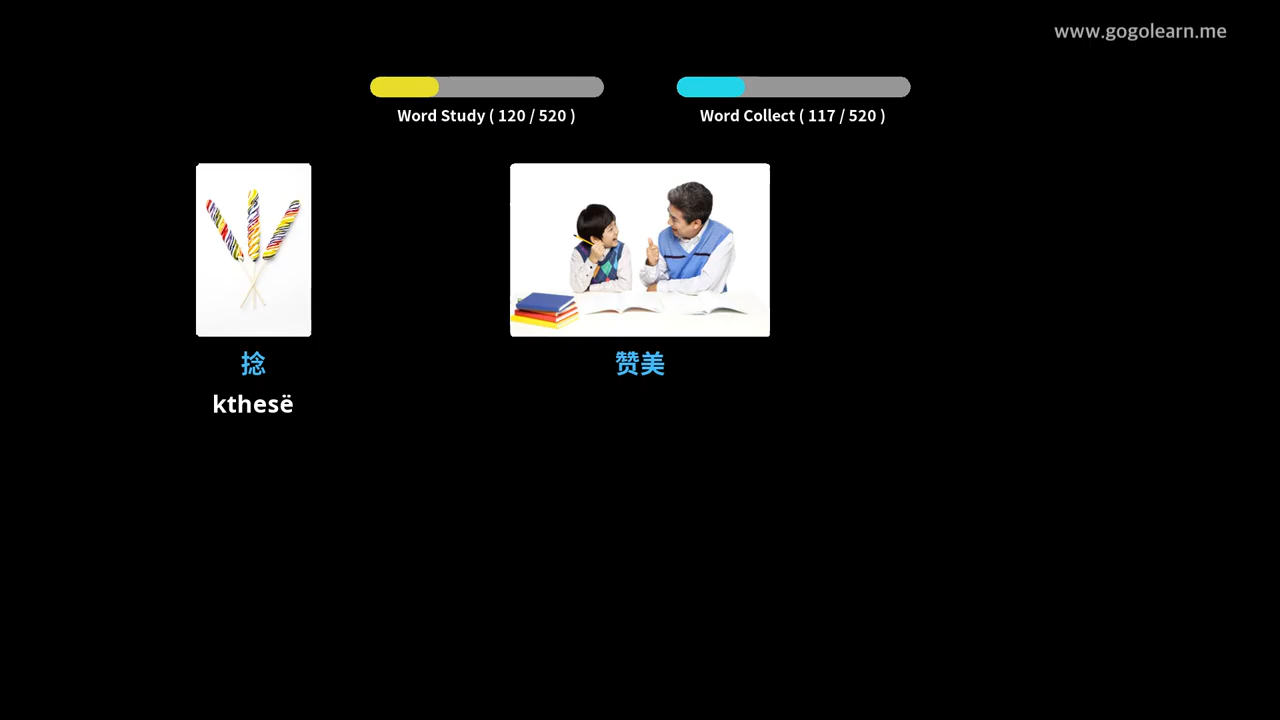 www.gogolearn.me
Word Study ( 120 / 520 )
Word Collect ( 117 / 520 )
捻
赞美
kthesë